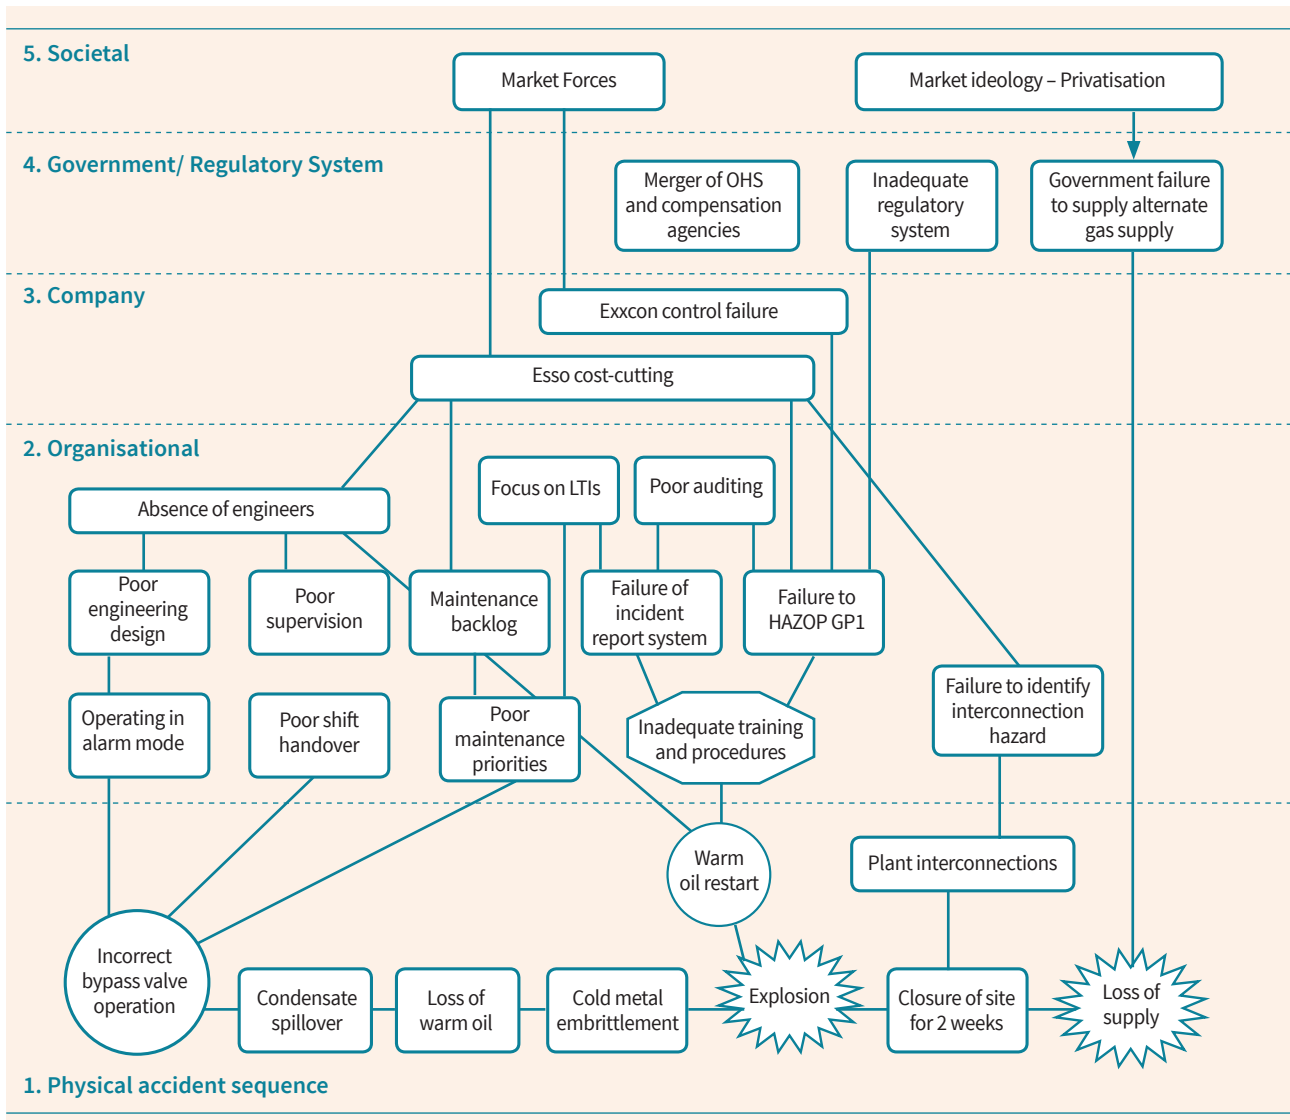 5. Societal
Market Forces
Market ideology – Privatisation
4. Government/ Regulatory System
Merger of OHS
and compensation
agencies
Inadequate
regulatory
system
Government failure
to supply alternate
gas supply
3. Company
Exxcon control failure
Esso cost-cutting
2. Organisational
Absence of engineers
Focus on LTIs
Poor auditing
Poor
engineering
design
Poor
supervision
Maintenance
backlog
Failure of
incident
report system
Failure to
HAZOP GP1
Operating in
alarm mode
Poor shift
handover
Poor
maintenance
priorities
Inadequate training
and procedures
Failure to identify
interconnection
hazard
Warm
oil restart
Plant interconnections
Incorrect
bypass valve
operation
Condensate
spillover
Loss of
warm oil
Cold metal
embrittlement
Explosion
Closure of site
for 2 weeks
Loss of
supply
1. Physical accident sequence